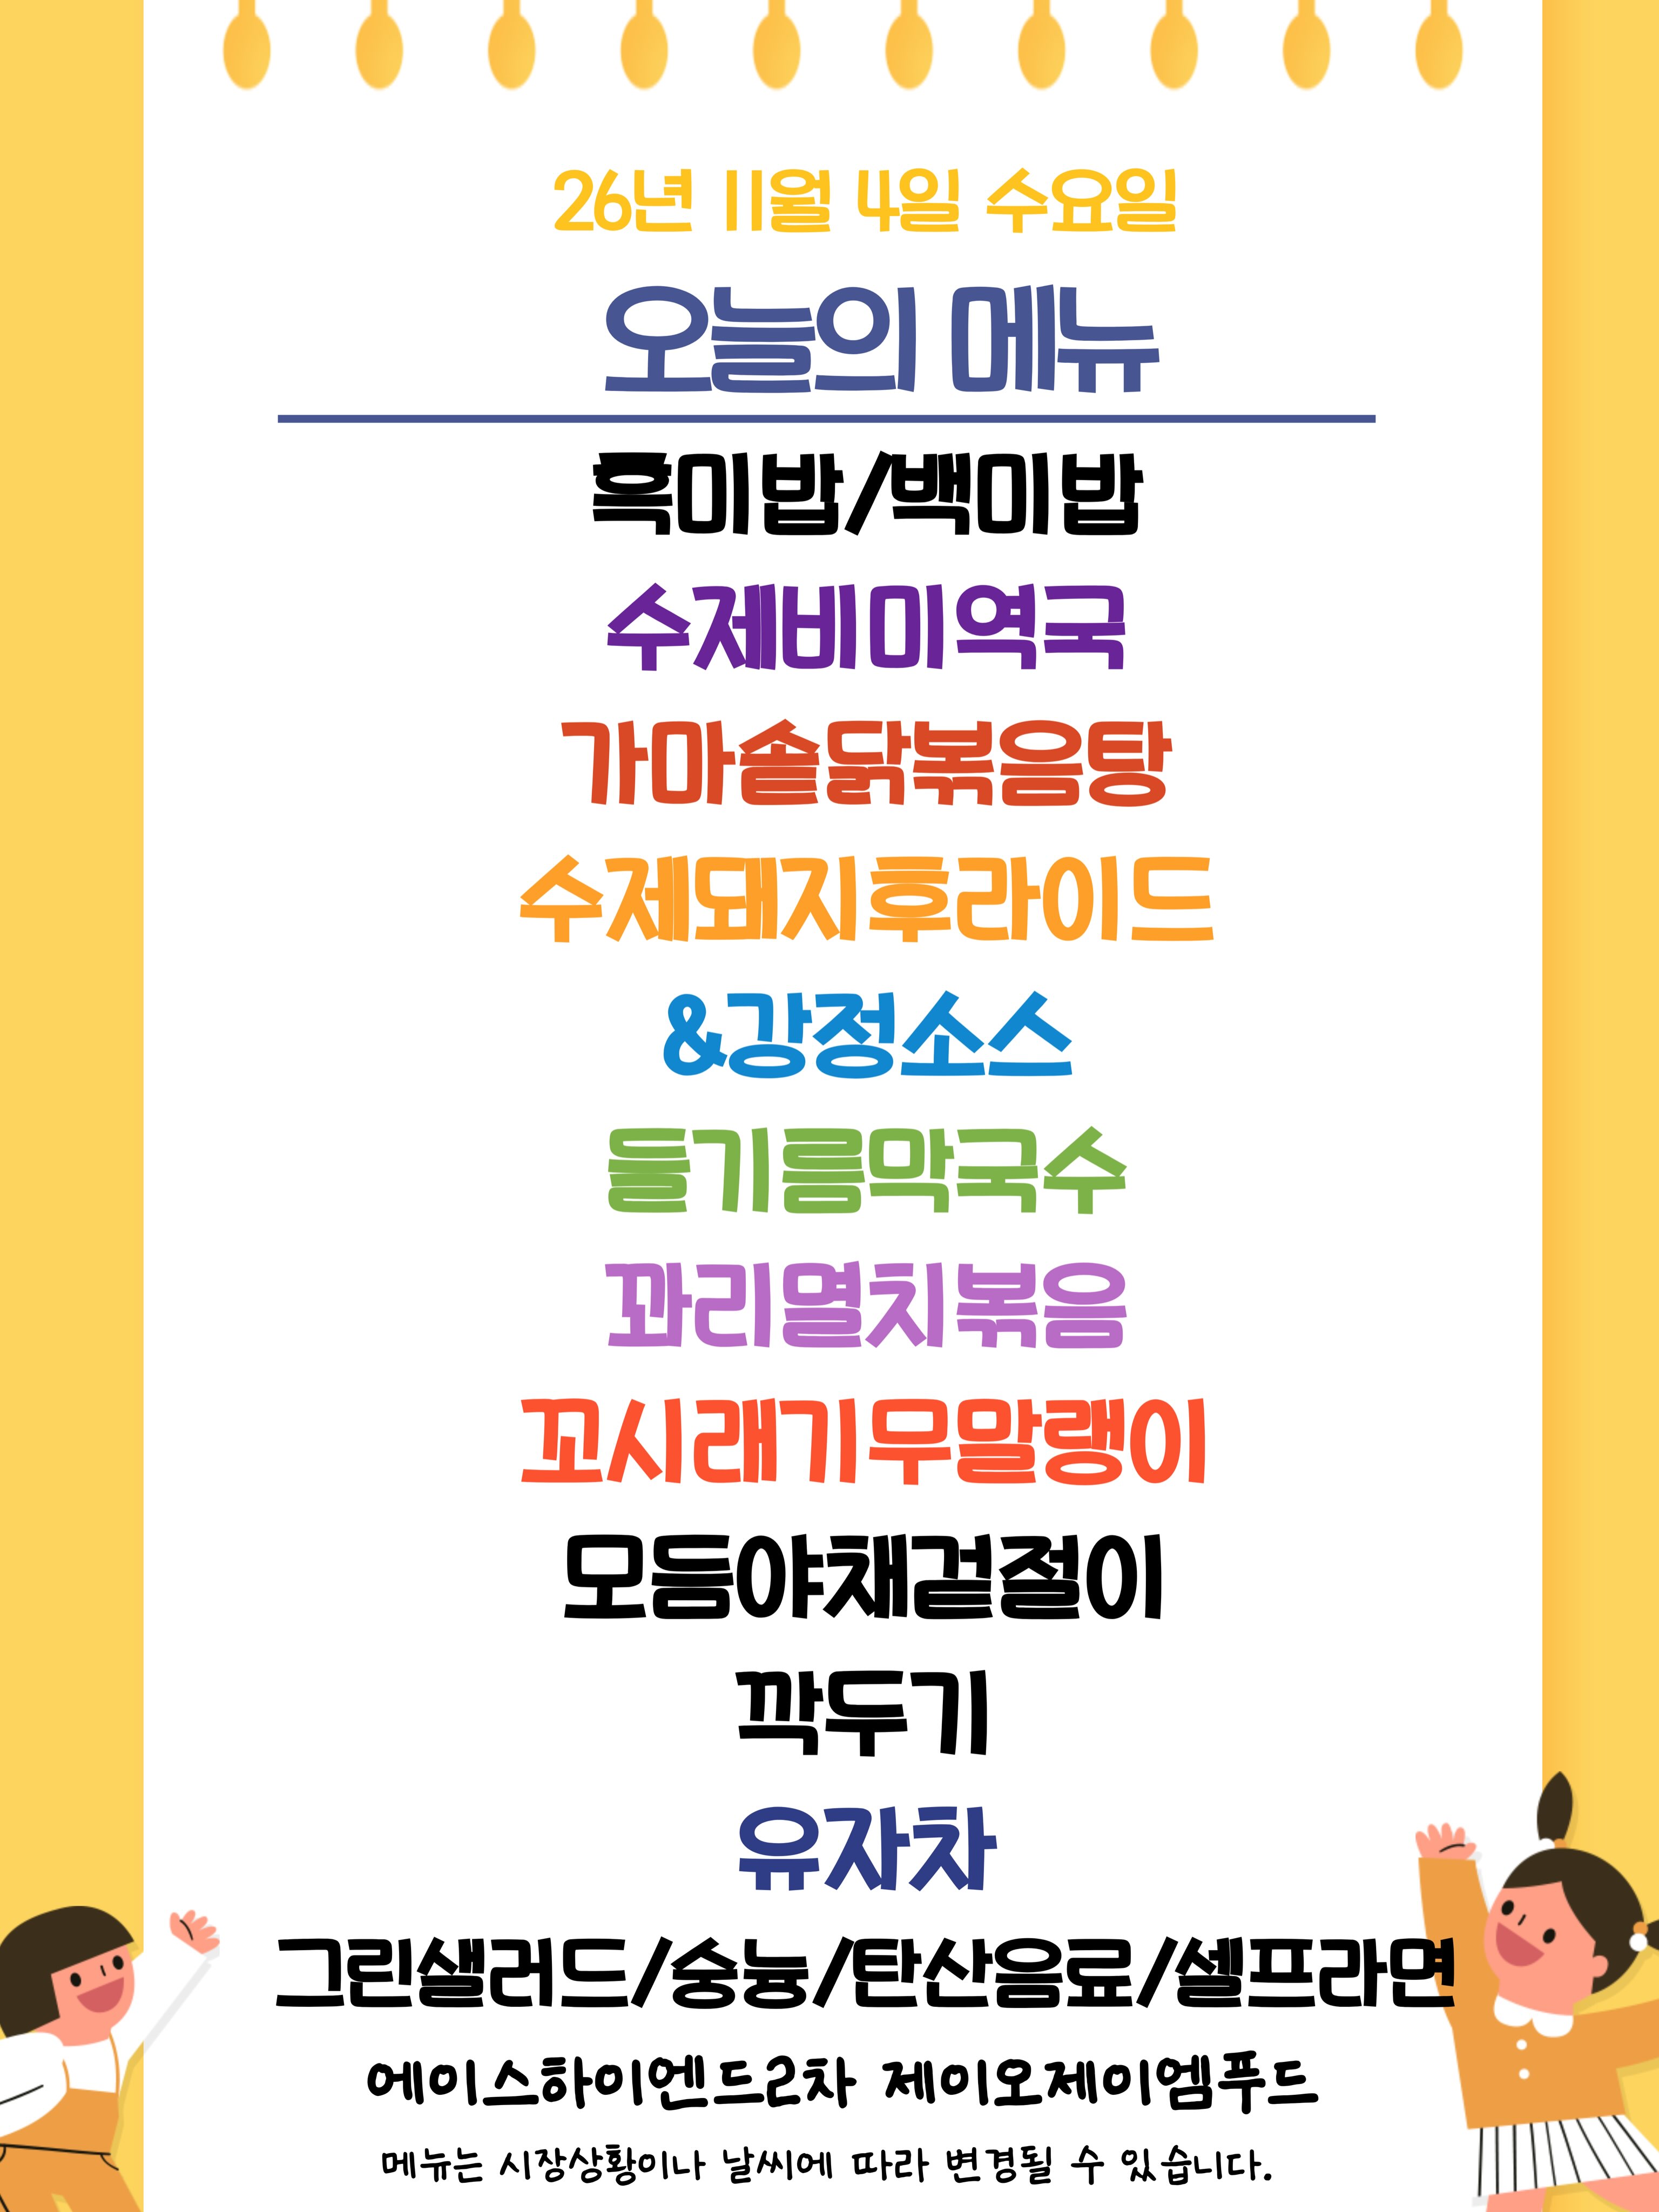 26년 11월 4일 수요일
오늘의 메뉴
흑미밥/백미밥
수제비미역국
가마솥닭볶음탕
수제돼지후라이드
&강정소스
들기름막국수
꽈리멸치볶음
꼬시래기무말랭이
모듬야채겉절이
깍두기
유자차
그린샐러드/숭늉/탄산음료/셀프라면
에이스하이엔드2차 제이오제이엠푸드
메뉴는 시장상황이나 날씨에 따라 변경될 수 있습니다.